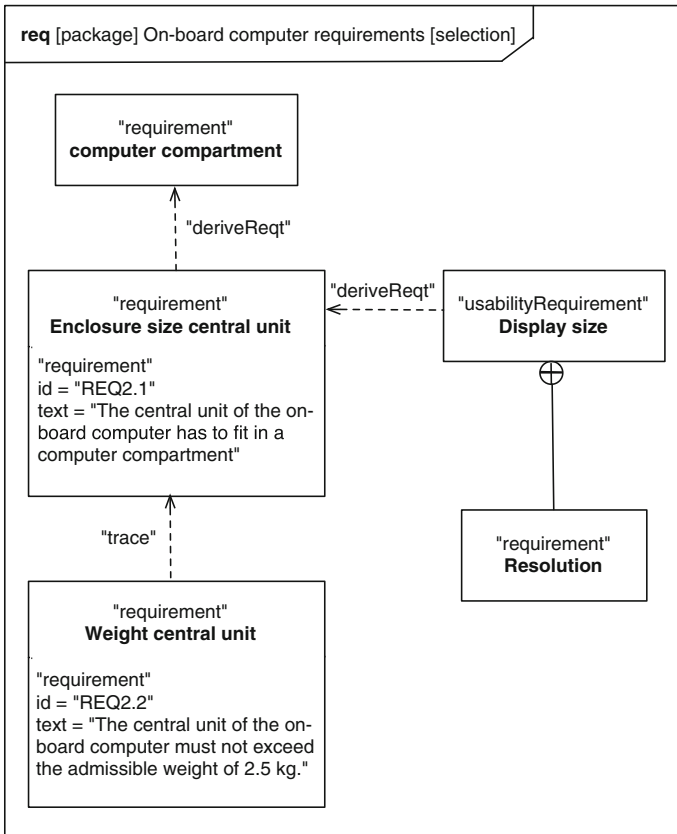 req [package] On-board computer requirements [selection]
"requirement"
computer compartment
"deriveReqt"
"requirement"
Enclosure size central unit
"requirement"
id = "REQ2.1"
text = "The central unit of the on-
board computer has to fit in a
computer compartment"
"deriveReqt"
"usabilityRequirement"
Display size
"trace"
"requirement"
Resolution
"requirement"
Weight central unit
"requirement"
id = "REQ2.2"
text = "The central unit of the on-
board computer must not exceed
the admissible weight of 2.5 kg."